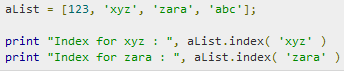 aList = [123, 'xyz', 'zara', 'abc'];
print "Index for xyz : ", aList.index( 'xyz' )
print "Index for zara : ", aList.index( 'zara' )